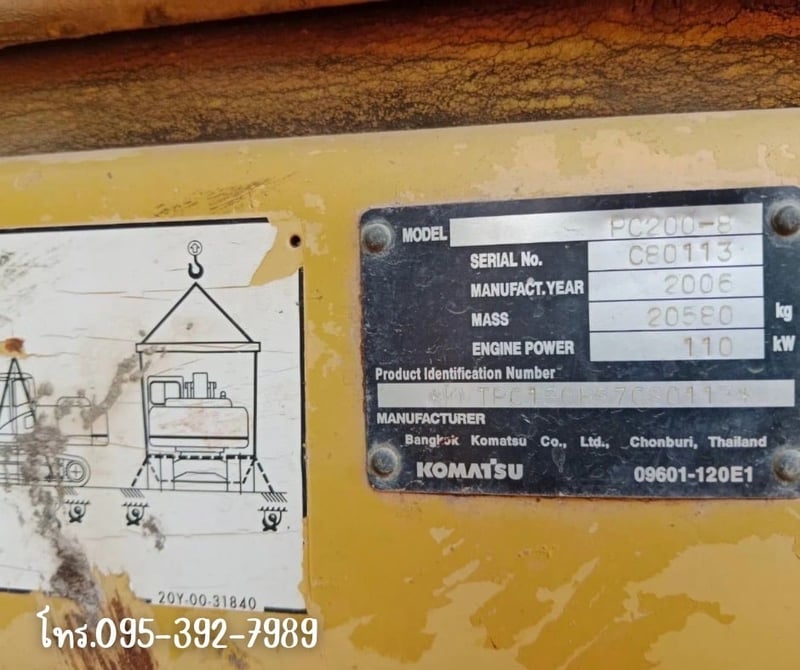 MODEL PC200-8
SERIAL No. C80113
MANUFACT.YEAR 2006
MASS 20580 kg
ENGINE POWER 110 kW
Product Identification Number
MANUFACTURER
Bangkok Komatsu Co., Ltd., Chonburi, Thailand
KOMATSU 09601-120E1
20Y-00-31840
โทร.095-392-7989